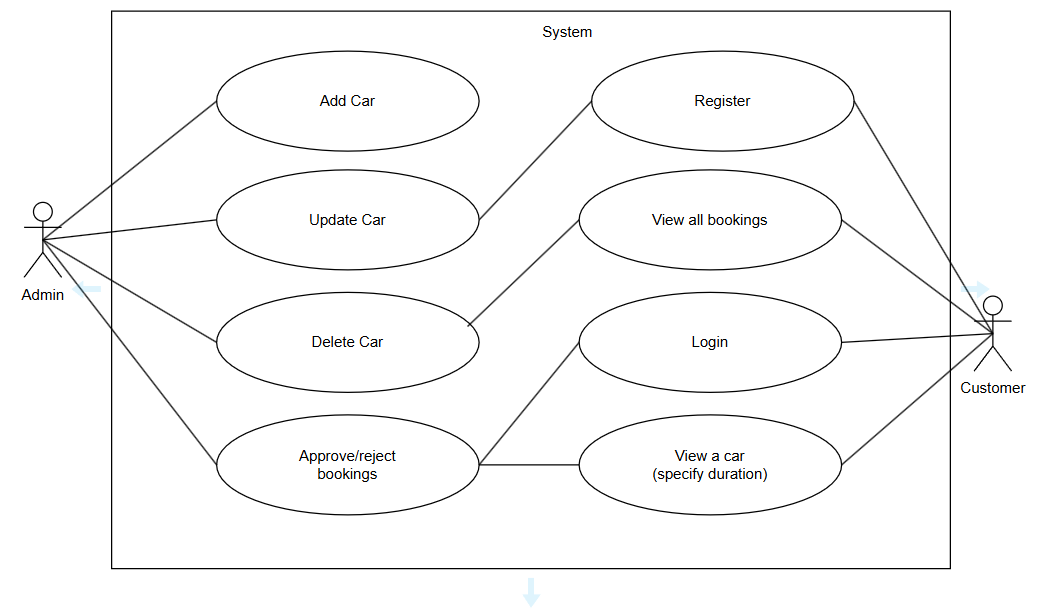 System
Add Car
Register
Update Car
View all bookings
Admin
Delete Car
Login
Customer
Approve/reject
bookings
View a car
(specify duration)